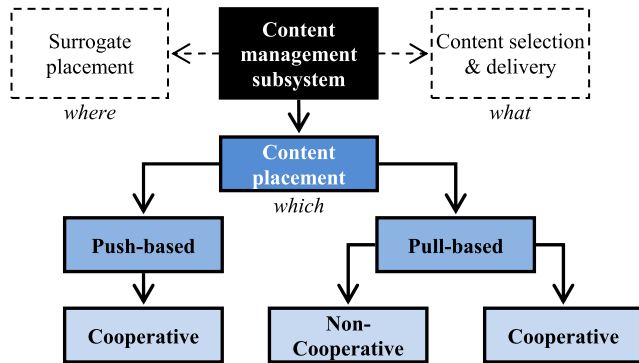 Surrogate
placement
where
Content
management
subsystem
Content selection
& delivery
what
Content
placement
which
Push-based
Pull-based
Cooperative
Non-
Cooperative
Cooperative